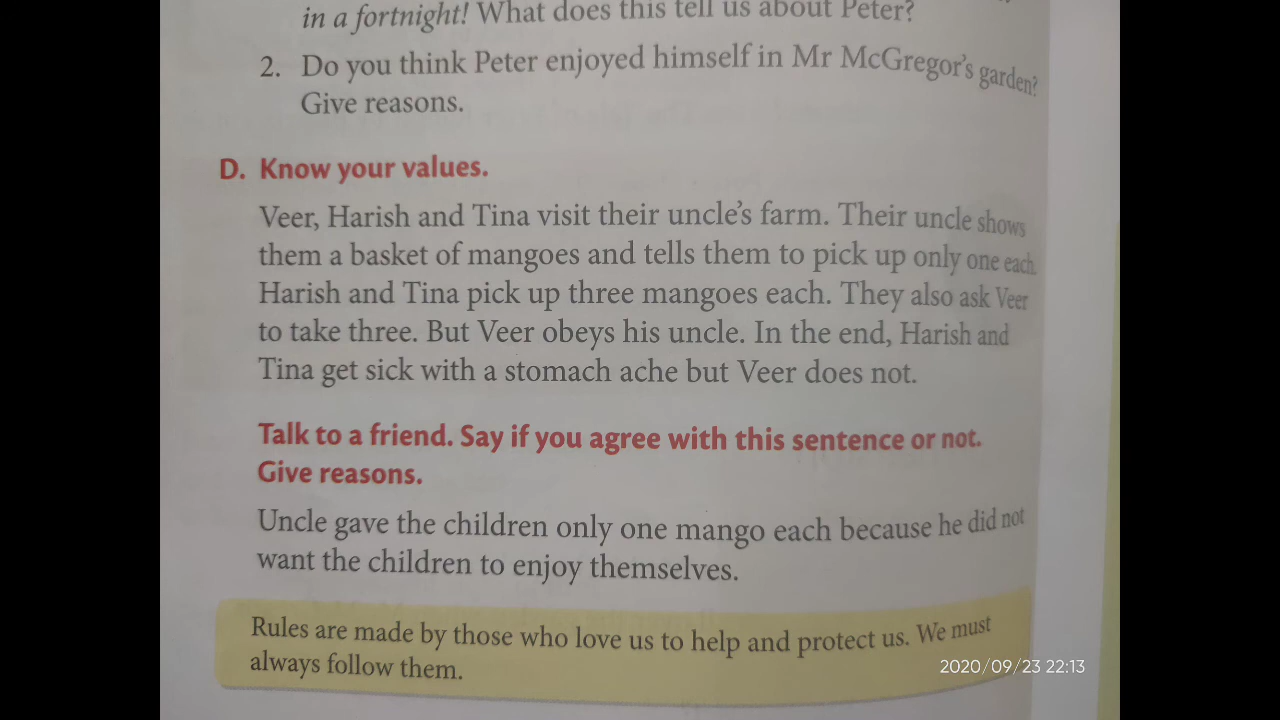 in a fortnight! What does this tell us about Peter?
2. Do you think Peter enjoyed himself in Mr McGregor's garden?
Give reasons.
D. Know your values.
Veer, Harish and Tina visit their uncle's farm. Their uncle shows
them a basket of mangoes and tells them to pick up only one each.
Harish and Tina pick up three mangoes each. They also ask Veer
to take three. But Veer obeys his uncle. In the end, Harish and
Tina get sick with a stomach ache but Veer does not.
Talk to a friend. Say if you agree with this sentence or not.
Give reasons.
Uncle gave the children only one mango each because he did not
want the children to enjoy themselves.
Rules are made by those who love us to help and protect us. We must
always follow them.
2020/09/23 22:13